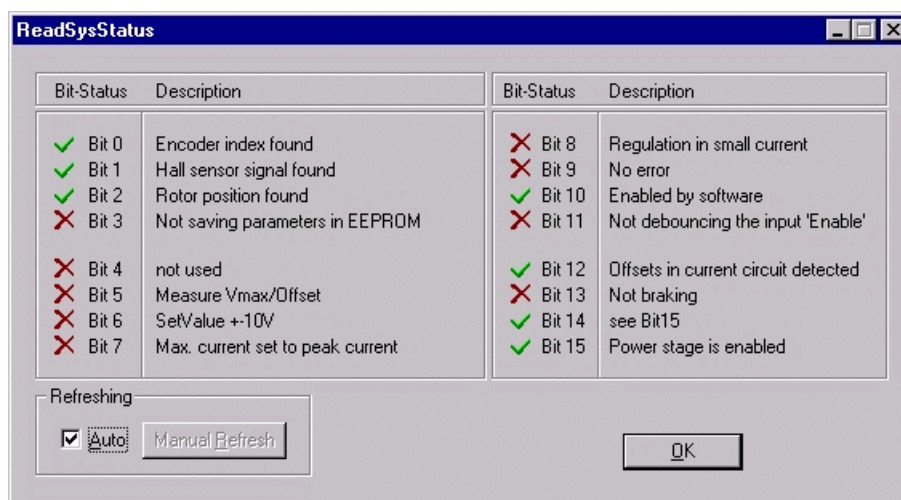 ReadSysStatus
Bit-Status Description
Bit 0 Encoder index found
Bit 1 Hall sensor signal found
Bit 2 Rotor position found
Bit 3 Not saving parameters in EEPROM
Bit 4 not used
Bit 5 Measure Vmax/Offset
Bit 6 SetValue +-10V
Bit 7 Max. current set to peak current
Bit-Status Description
Bit 8 Regulation in small current
Bit 9 No error
Bit 10 Enabled by software
Bit 11 Not debouncing the input 'Enable'
Bit 12 Offsets in current circuit detected
Bit 13 Not braking
Bit 14 see Bit15
Bit 15 Power stage is enabled
Refreshing
Auto Manual Refresh
OK